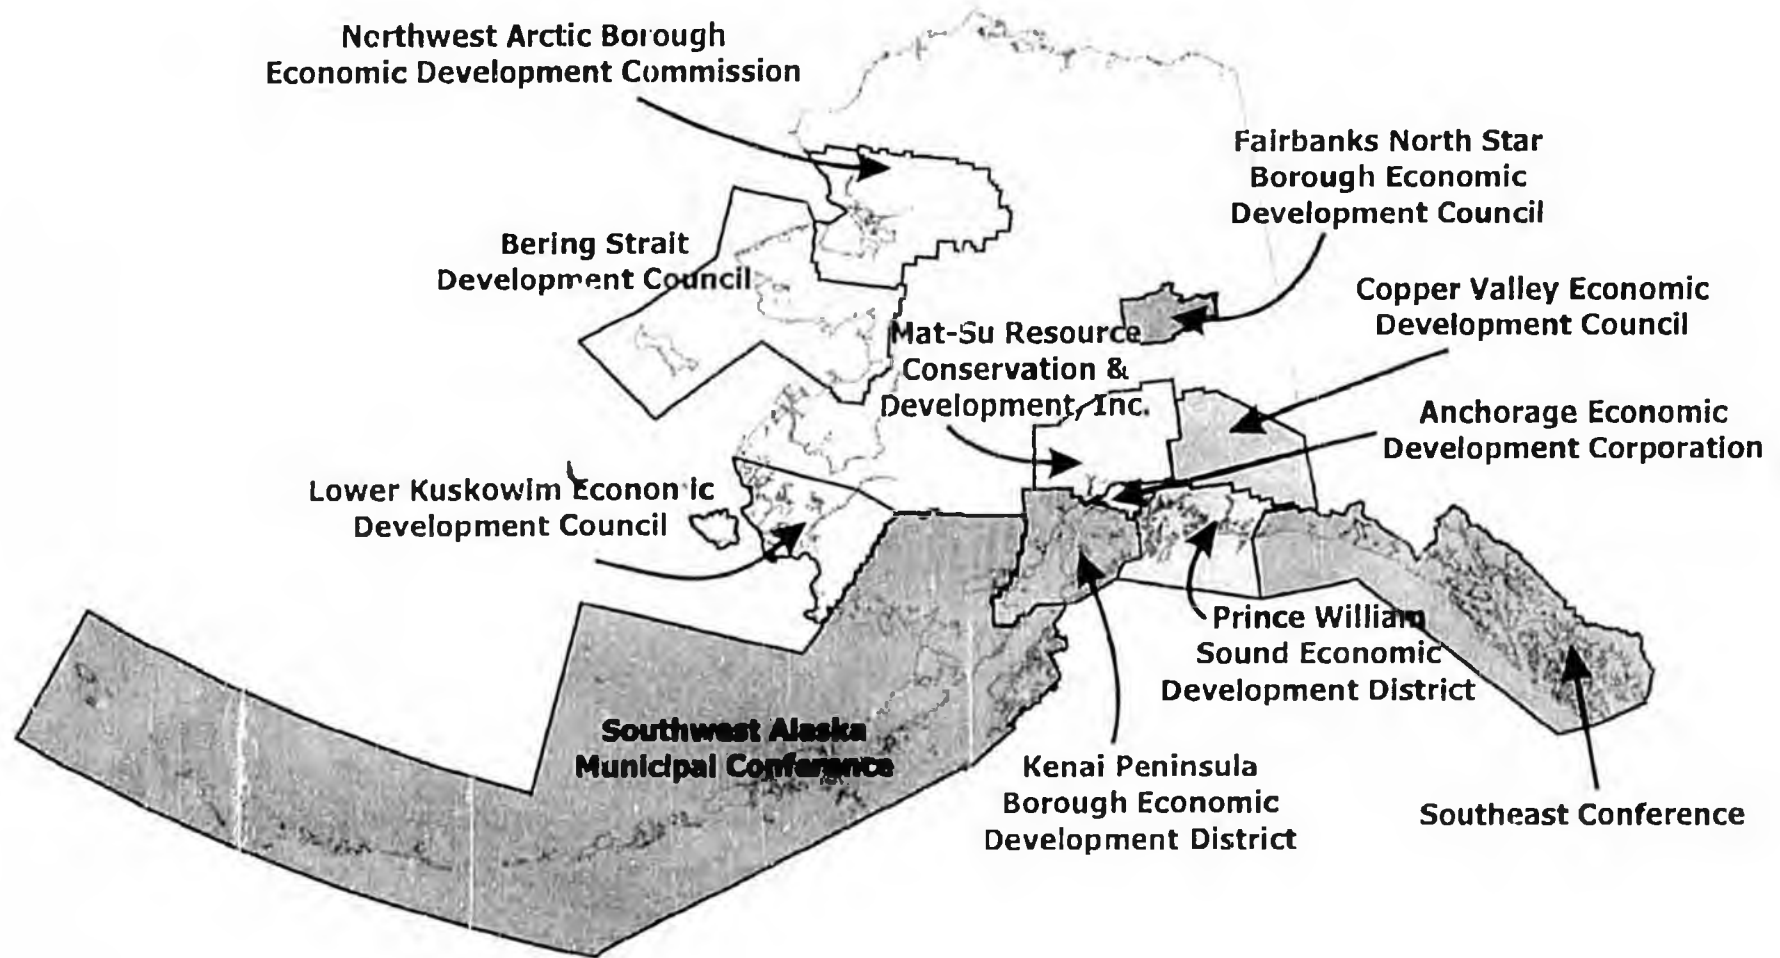 Northwest Arctic Borough
Economic Development Commission
Fairbanks North Star
Borough Economic
Development Council
Bering Strait
Development Council
Copper Valley Economic
Development Council
Mat-Su Resource
Conservation &
Development, Inc.
Anchorage Economic
Development Corporation
Lower Kuskowim Economic
Development Council
Prince William
Sound Economic
Development District
Southwest Alaska
Municipal Conference
Kenai Peninsula
Borough Economic
Development District
Southeast Conference